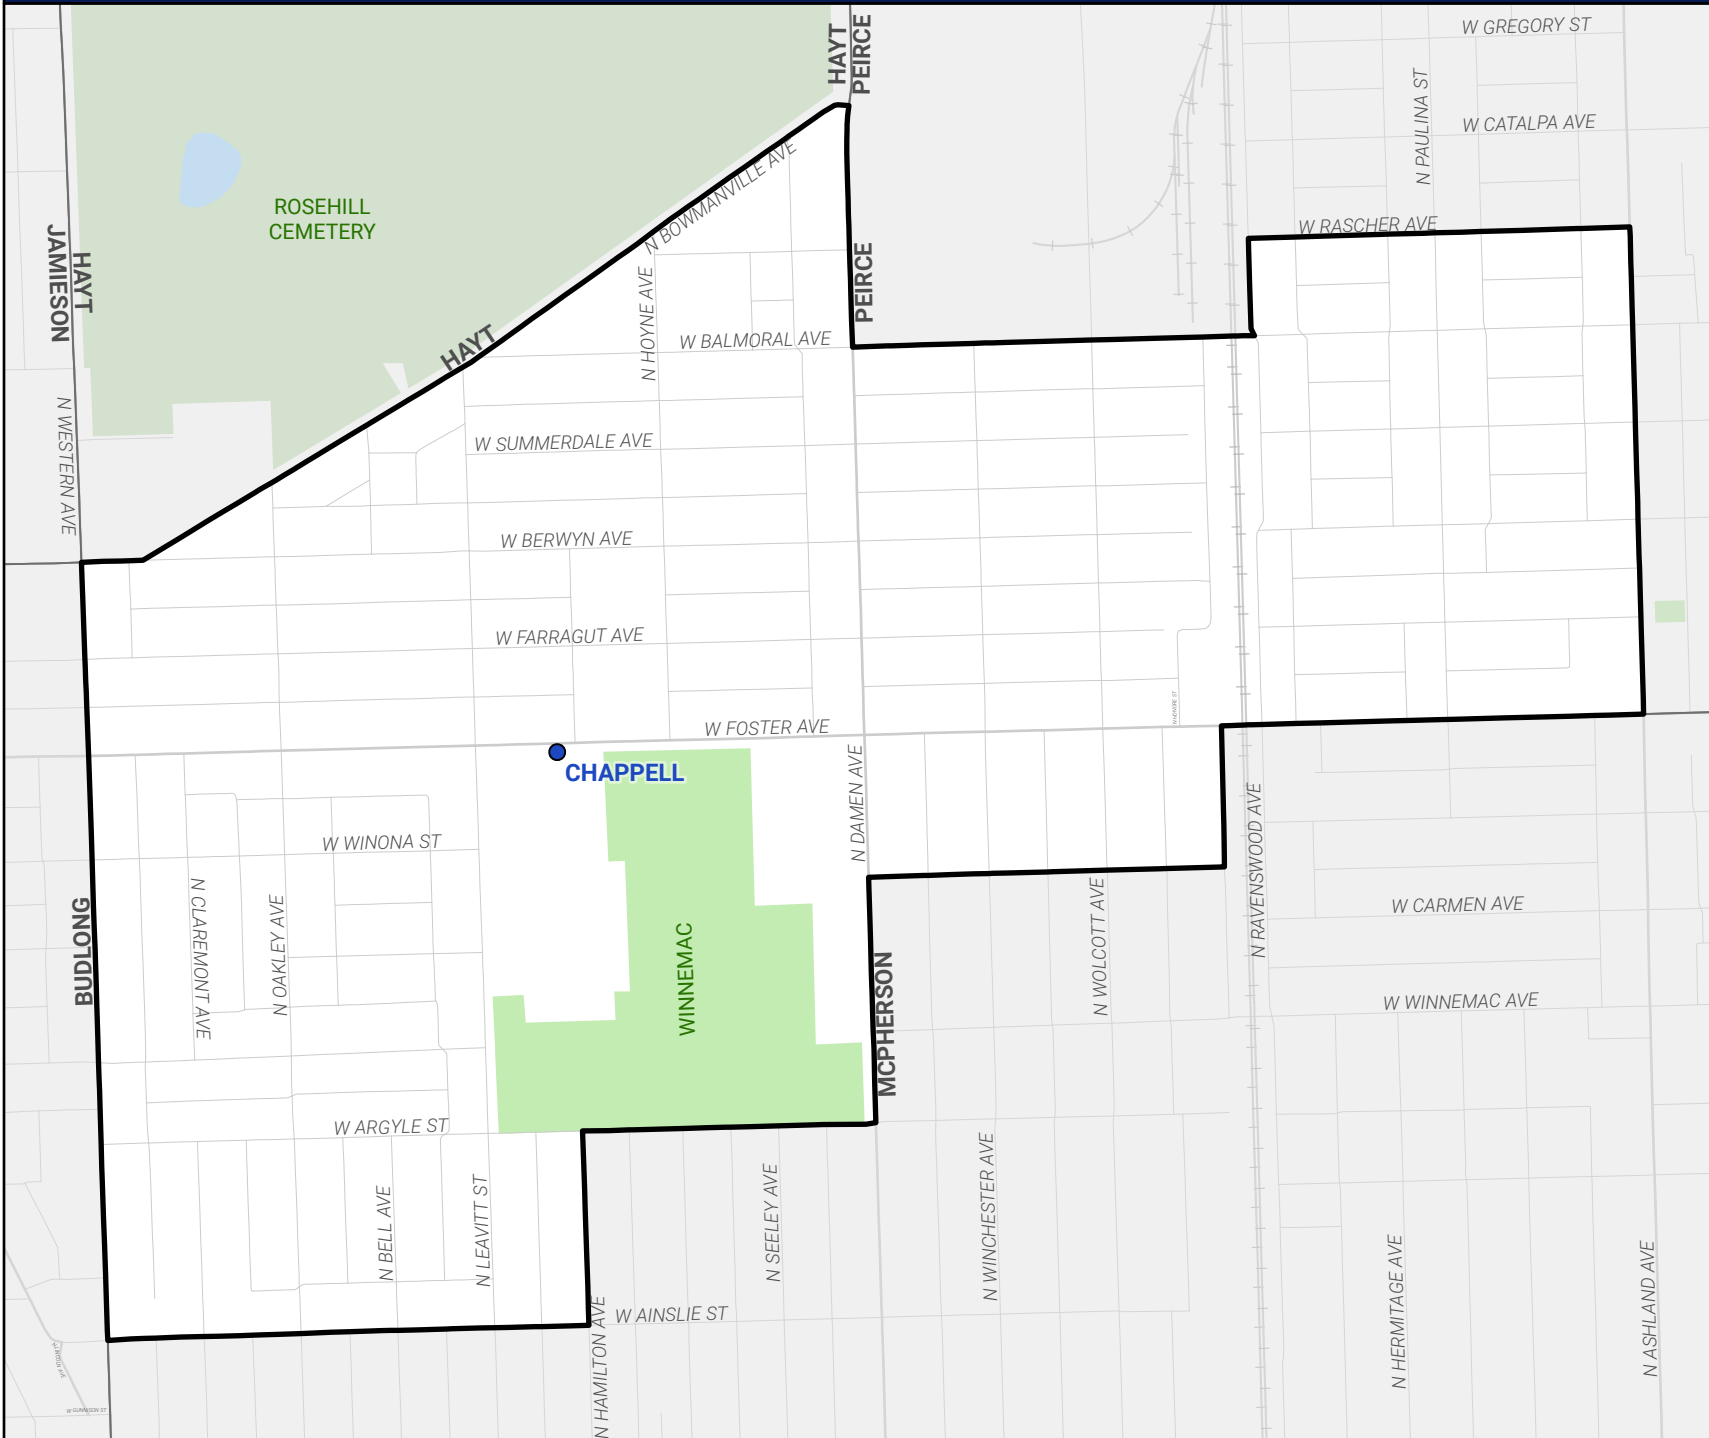 W GREGORY ST
HAYT
PEIRCE
N PAULINA ST
W CATALPA AVE
N BOWMANVILLE AVE
ROSEHILL
CEMETERY
W RASCHER AVE
JAMIESON
HAYT
PEIRCE
N HOYNE AVE
HAYT
W BALMORAL AVE
N WESTERN AVE
W SUMMERDALE AVE
W BERWYN AVE
W FARRAGUT AVE
W FOSTER AVE
CHAPPELL
N DAMEN AVE
W WINONA ST
N RAVENSWOOD AVE
N CLAREMONT AVE
N OAKLEY AVE
BUDLONG
WINNEMAC
MCPHERSON
N WOLCOTT AVE
W CARMEN AVE
W WINNEMAC AVE
W ARGYLE ST
N BELL AVE
N LEAVITT ST
N SEELEY AVE
N WINCHESTER AVE
N HERMITAGE AVE
N ASHLAND AVE
W AINSLIE ST
N HAMILTON AVE
W GUNNISON ST